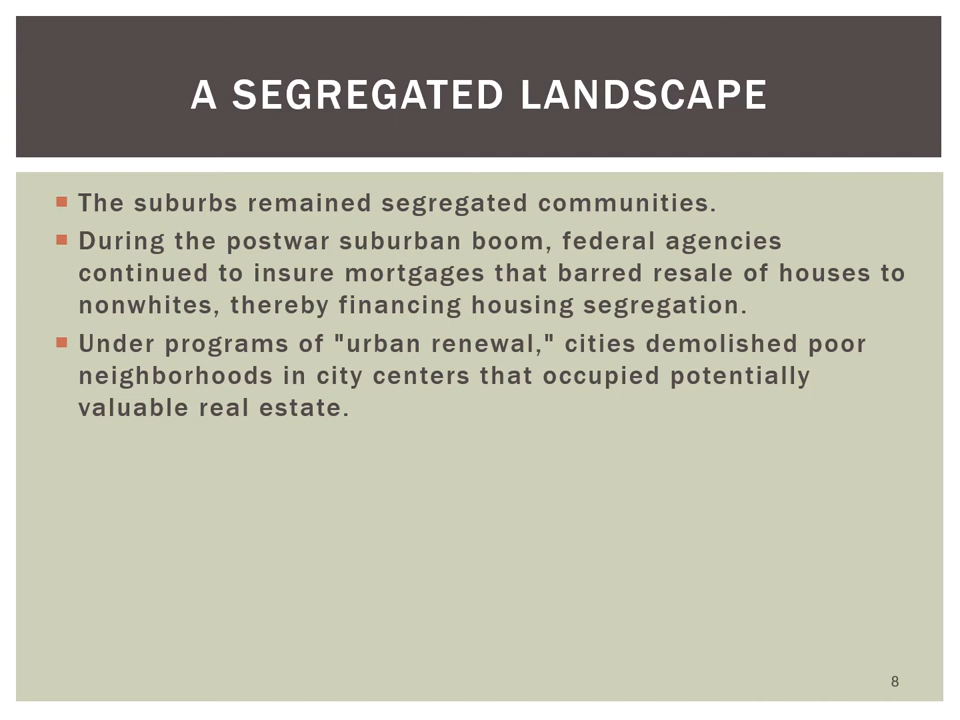 A SEGREGATED LANDSCAPE
The suburbs remained segregated communities.
During the postwar suburban boom, federal agencies
continued to insure mortgages that barred resale of houses to
nonwhites, thereby financing housing segregation.
Under programs of "urban renewal," cities demolished poor
neighborhoods in city centers that occupied potentially
valuable real estate.
8